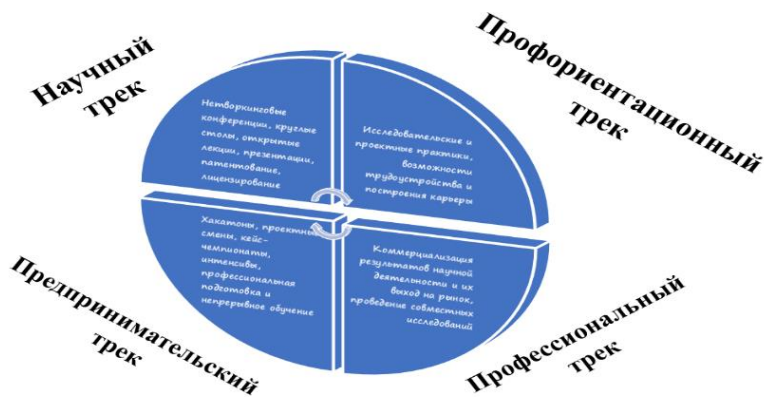 Научный
трек
Профориентационный
трек
Нетворкинговые
конференции, круглые
столы, открытые
лекции, презентации,
патентование,
лицензирование
Исследовательские и
проектные практики,
возможности
трудоустройства и
построения карьеры
Хакатоны, проектные
смены, кейс-
чемпионаты,
интенсивы,
профессиональная
подготовка и
непрерывное обучение
Коммерциализация
результатов научной
деятельности и их
выход на рынок,
проведение совместных
исследований
Предпринимательский
трек
Профессиональный
трек